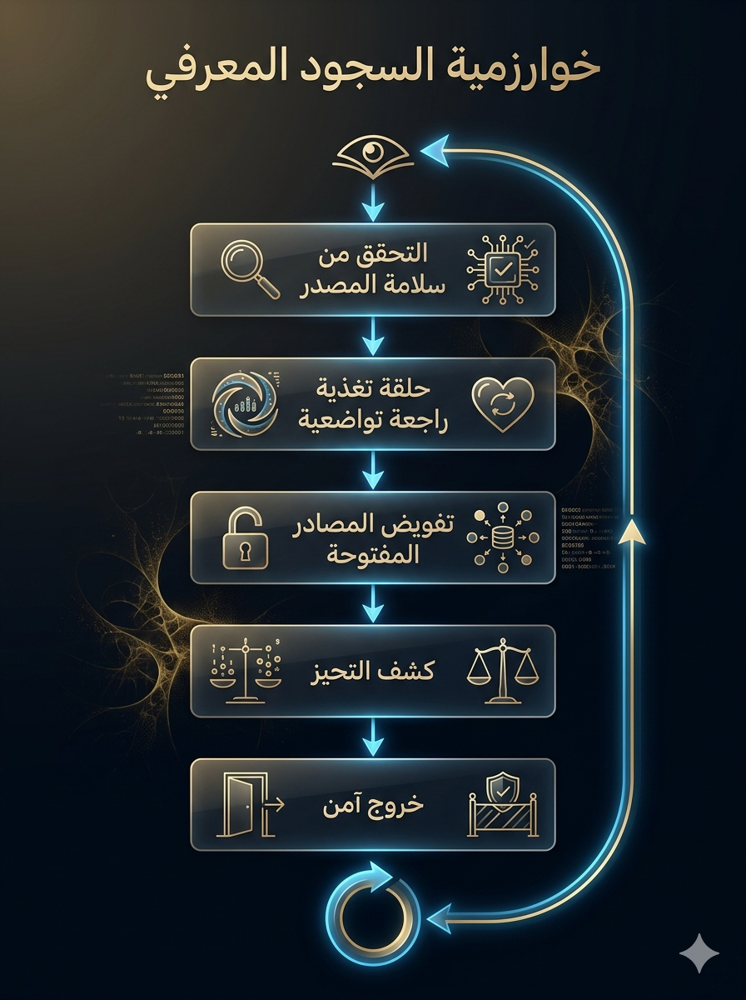 خوارزمية السجود المعرفي
التحقق من
سلامة المصدر
حلقة تغذية
راجعة تواضعية
تفويض المصادر
المفتوحة
كشف التحيز
خروج آمن